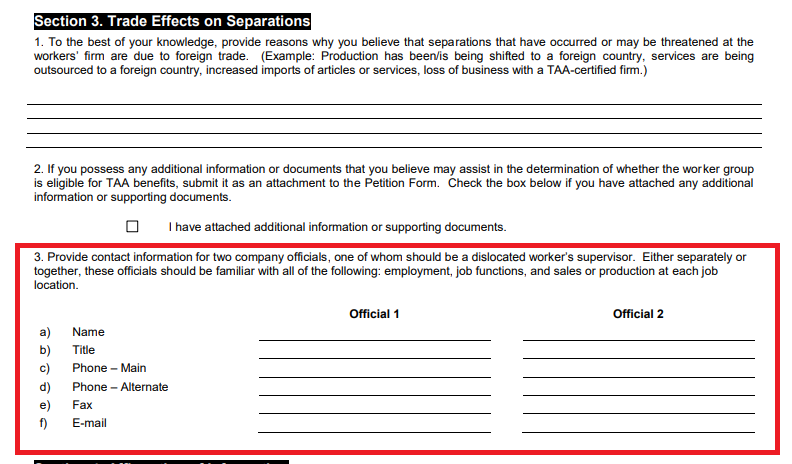 Section 3. Trade Effects on Separations
1. To the best of your knowledge, provide reasons why you believe that separations that have occurred or may be threatened at the
workers' firm are due to foreign trade. (Example: Production has been/is being shifted to a foreign country, services are being
outsourced to a foreign country, increased imports of articles or services, loss of business with a TAA-certified firm.)
2. If you possess any additional information or documents that you believe may assist in the determination of whether the worker group
is eligible for TAA benefits, submit it as an attachment to the Petition Form. Check the box below if you have attached any additional
information or supporting documents.
I have attached additional information or supporting documents.
3. Provide contact information for two company officials, one of whom should be a dislocated worker's supervisor. Either separately or
together, these officials should be familiar with all of the following: employment, job functions, and sales or production at each job
location.
Official 1 Official 2
a) Name
b) Title
c) Phone – Main
d) Phone – Alternate
e) Fax
f) E-mail